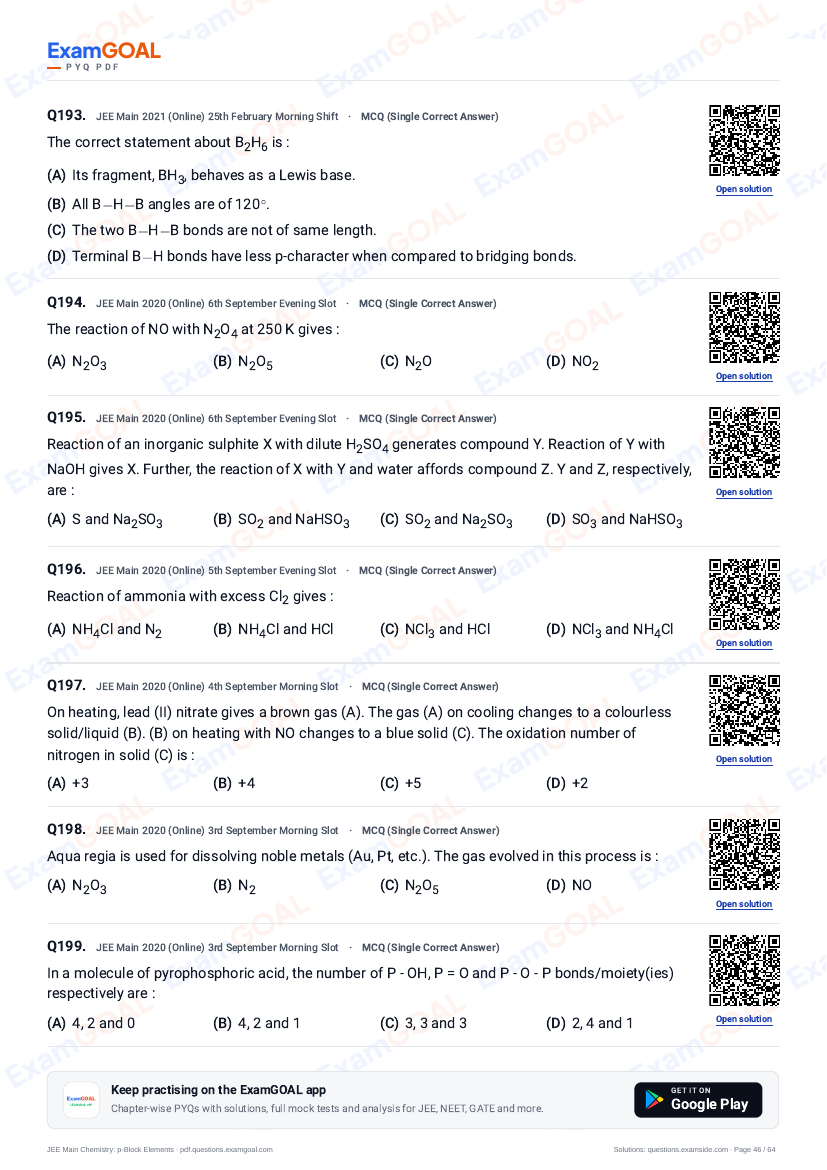 ExamGOAL
PYQ PDF
Q193. JEE Main 2021 (Online) 25th February Morning Shift · MCQ (Single Correct Answer)
The correct statement about B₂H₆ is :
(A) Its fragment, BH₃, behaves as a Lewis base.
(B) All B–H–B angles are of 120°.
(C) The two B–H–B bonds are not of same length.
(D) Terminal B–H bonds have less p-character when compared to bridging bonds.
Open solution
Q194. JEE Main 2020 (Online) 6th September Evening Slot · MCQ (Single Correct Answer)
The reaction of NO with N₂O₄ at 250 K gives :
(A) N₂O₃ (B) N₂O₅ (C) N₂O (D) NO₂
Open solution
Q195. JEE Main 2020 (Online) 6th September Evening Slot · MCQ (Single Correct Answer)
Reaction of an inorganic sulphite X with dilute H₂SO₄ generates compound Y. Reaction of Y with
NaOH gives X. Further, the reaction of X with Y and water affords compound Z. Y and Z, respectively,
are :
(A) S and Na₂SO₃ (B) SO₂ and NaHSO₃ (C) SO₂ and Na₂SO₃ (D) SO₃ and NaHSO₃
Open solution
Q196. JEE Main 2020 (Online) 5th September Evening Slot · MCQ (Single Correct Answer)
Reaction of ammonia with excess Cl₂ gives :
(A) NH₄Cl and N₂ (B) NH₄Cl and HCl (C) NCl₃ and HCl (D) NCl₃ and NH₄Cl
Open solution
Q197. JEE Main 2020 (Online) 4th September Morning Slot · MCQ (Single Correct Answer)
On heating, lead (II) nitrate gives a brown gas (A). The gas (A) on cooling changes to a colourless
solid/liquid (B). (B) on heating with NO changes to a blue solid (C). The oxidation number of
nitrogen in solid (C) is :
(A) +3 (B) +4 (C) +5 (D) +2
Open solution
Q198. JEE Main 2020 (Online) 3rd September Morning Slot · MCQ (Single Correct Answer)
Aqua regia is used for dissolving noble metals (Au, Pt, etc.). The gas evolved in this process is :
(A) N₂O₃ (B) N₂ (C) N₂O₅ (D) NO
Open solution
Q199. JEE Main 2020 (Online) 3rd September Morning Slot · MCQ (Single Correct Answer)
In a molecule of pyrophosphoric acid, the number of P - OH, P = O and P - O - P bonds/moiety(ies)
respectively are :
(A) 4, 2 and 0 (B) 4, 2 and 1 (C) 3, 3 and 3 (D) 2, 4 and 1
Open solution
ExamGOAL
Keep practising on the ExamGOAL app
Chapter-wise PYQs with solutions, full mock tests and analysis for JEE, NEET, GATE and more.
GET IT ON
Google Play
JEE Main Chemistry: p-Block Elements · pdf.questions.examgoal.com
Solutions: questions.examside.com · Page 46 / 64